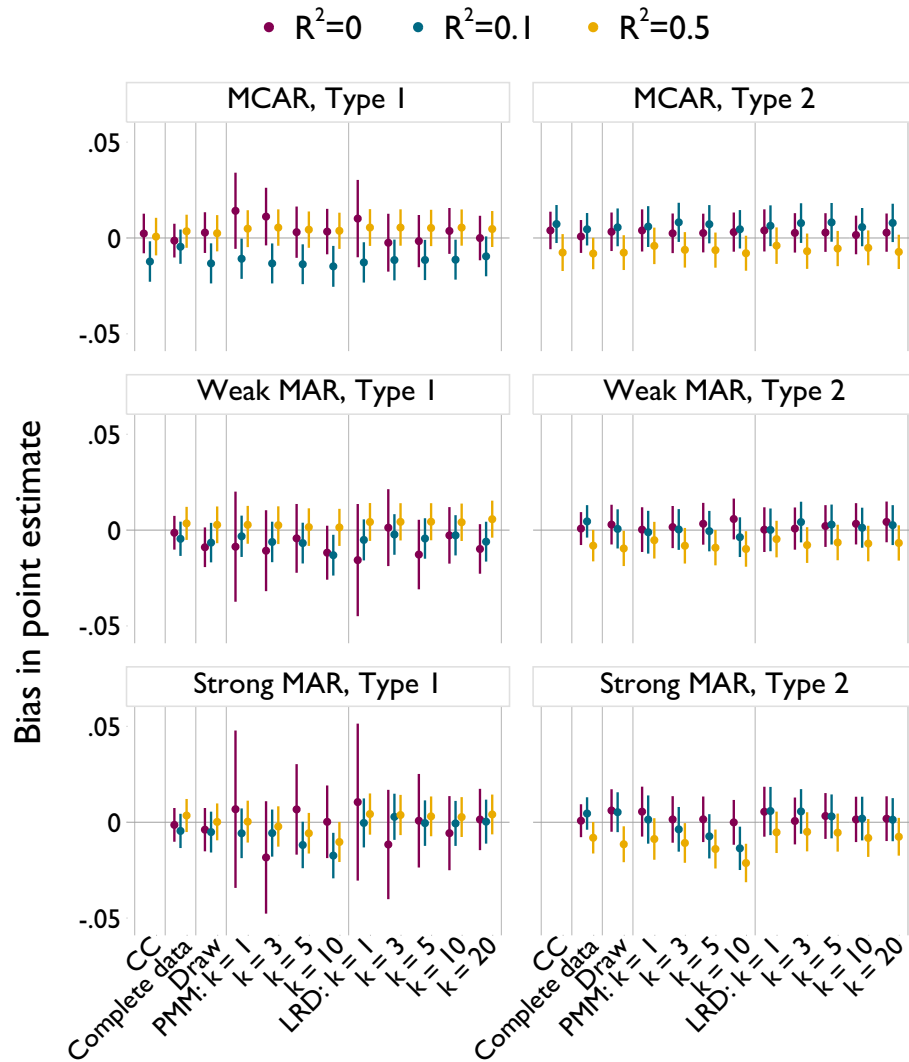 R²=0 R²=0.1 R²=0.5
MCAR, Type 1
MCAR, Type 2
.05
0
-.05
Weak MAR, Type 1
Weak MAR, Type 2
.05
0
-.05
Strong MAR, Type 1
Strong MAR, Type 2
.05
0
-.05
Bias in point estimate
CC
Complete data
Draw
PMM: k = 1
k = 3
k = 5
k = 10
LRD: k = 1
k = 3
k = 5
k = 10
k = 20
CC
Complete data
Draw
PMM: k = 1
k = 3
k = 5
k = 10
LRD: k = 1
k = 3
k = 5
k = 10
k = 20